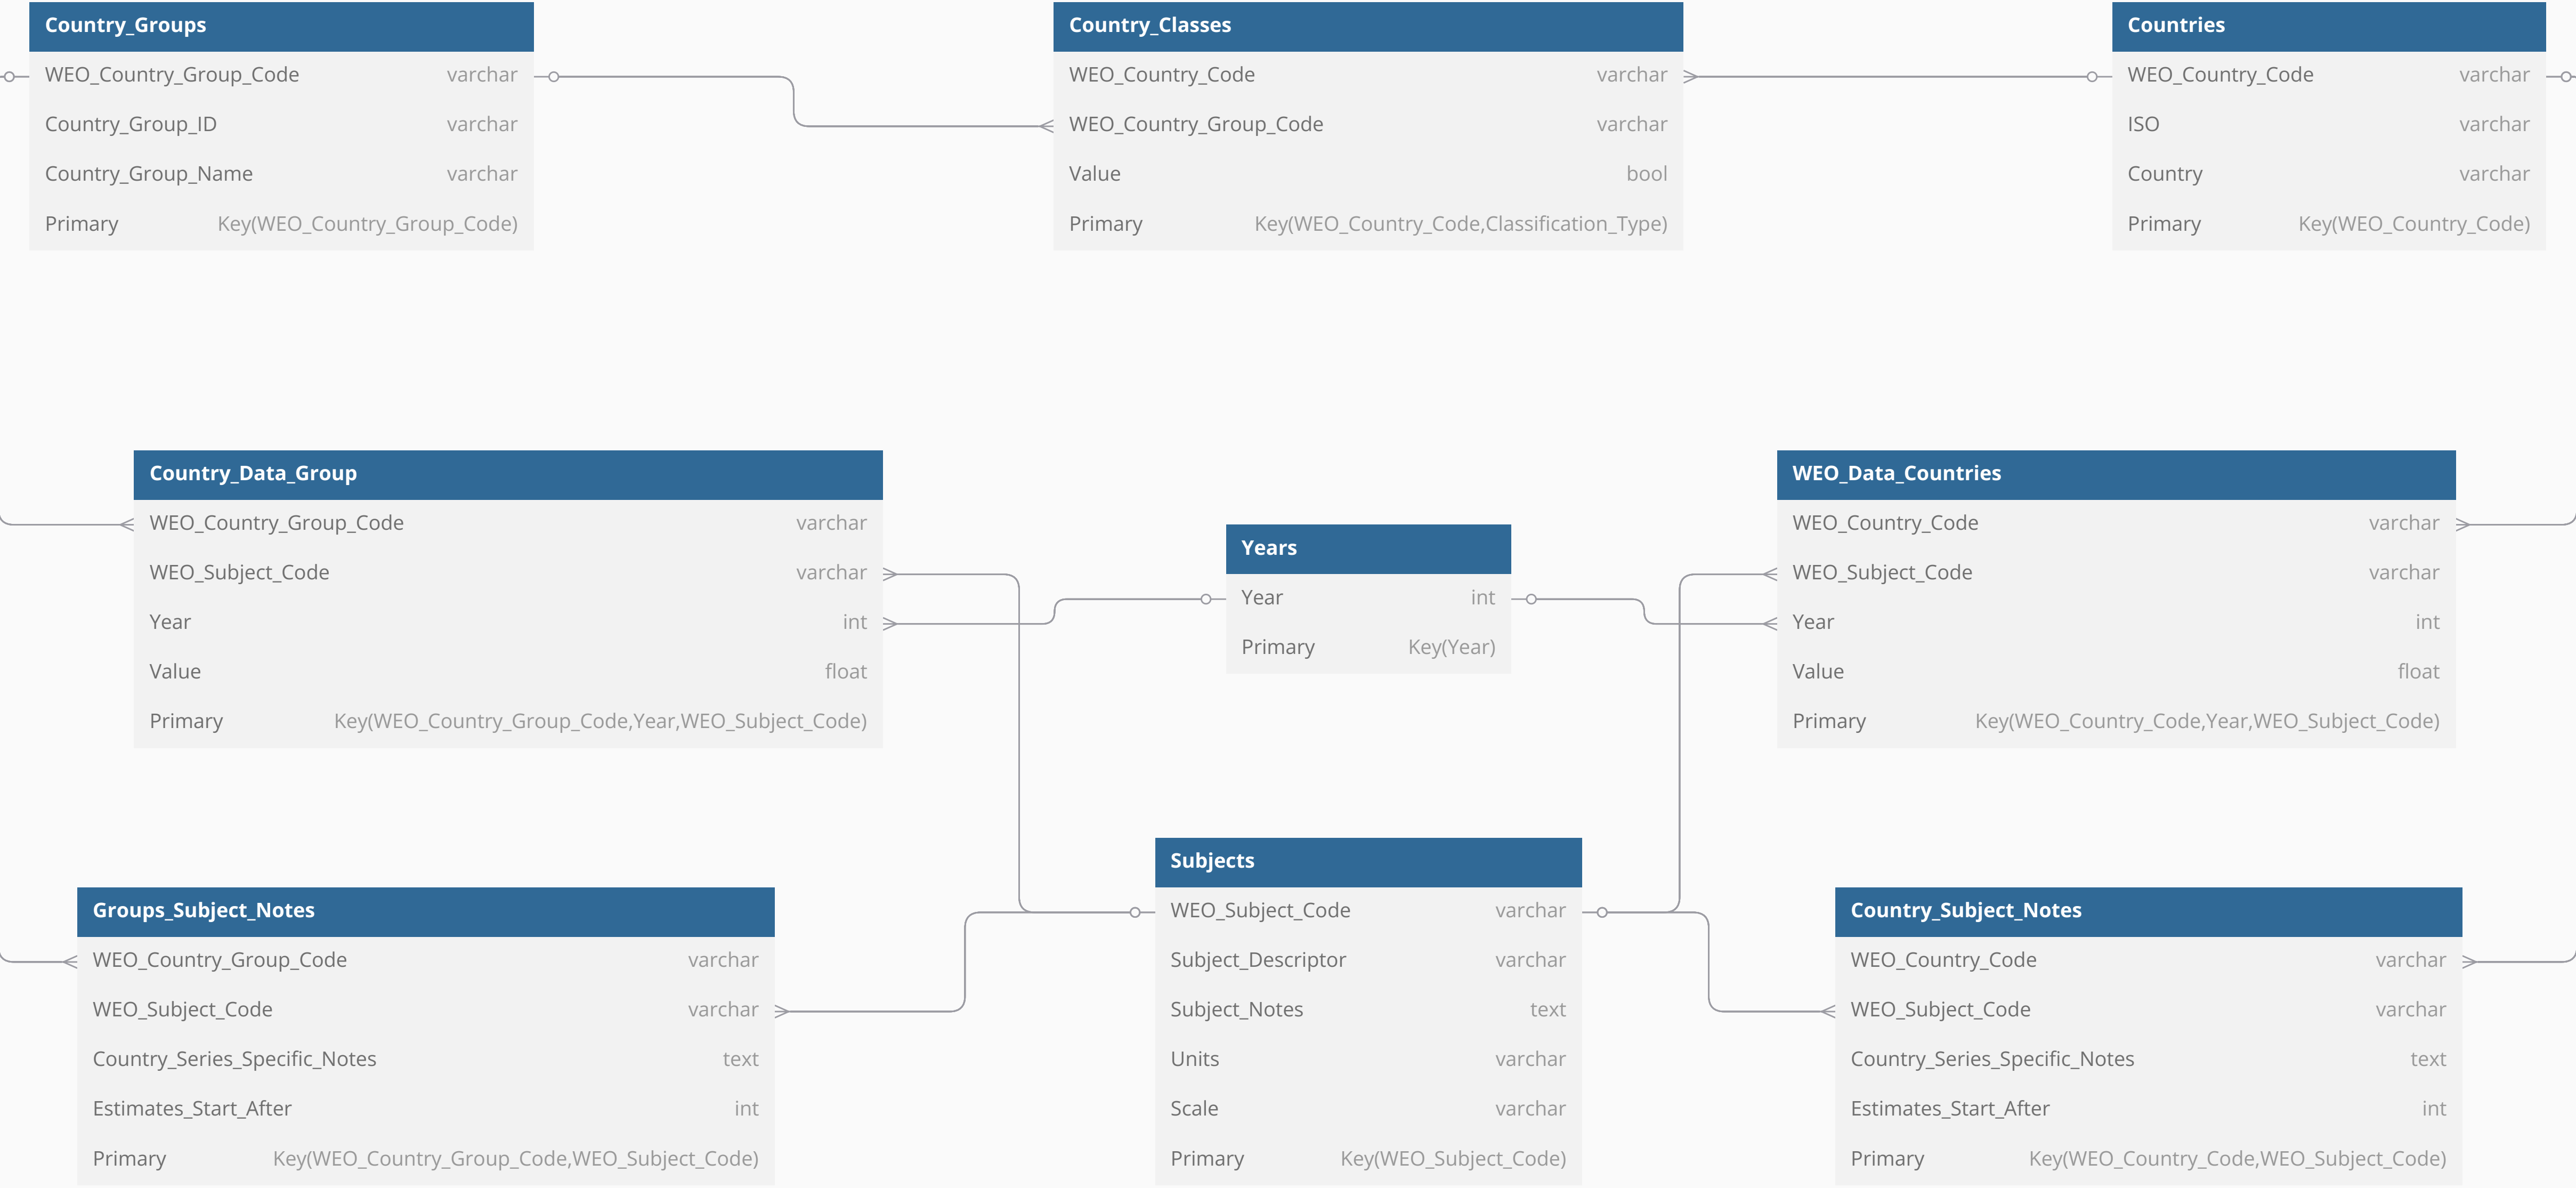 Country_Groups
WEO_Country_Group_Code varchar
Country_Group_ID varchar
Country_Group_Name varchar
Primary Key(WEO_Country_Group_Code)
Country_Classes
WEO_Country_Code varchar
WEO_Country_Group_Code varchar
Value bool
Primary Key(WEO_Country_Code,Classification_Type)
Countries
WEO_Country_Code varchar
ISO varchar
Country varchar
Primary Key(WEO_Country_Code)
Country_Data_Group
WEO_Country_Group_Code varchar
WEO_Subject_Code varchar
Year int
Value float
Primary Key(WEO_Country_Group_Code,Year,WEO_Subject_Code)
Years
Year int
Primary Key(Year)
WEO_Data_Countries
WEO_Country_Code varchar
WEO_Subject_Code varchar
Year int
Value float
Primary Key(WEO_Country_Code,Year,WEO_Subject_Code)
Groups_Subject_Notes
WEO_Country_Group_Code varchar
WEO_Subject_Code varchar
Country_Series_Specific_Notes text
Estimates_Start_After int
Primary Key(WEO_Country_Group_Code,WEO_Subject_Code)
Subjects
WEO_Subject_Code varchar
Subject_Descriptor varchar
Subject_Notes text
Units varchar
Scale varchar
Primary Key(WEO_Subject_Code)
Country_Subject_Notes
WEO_Country_Code varchar
WEO_Subject_Code varchar
Country_Series_Specific_Notes text
Estimates_Start_After int
Primary Key(WEO_Country_Code,WEO_Subject_Code)